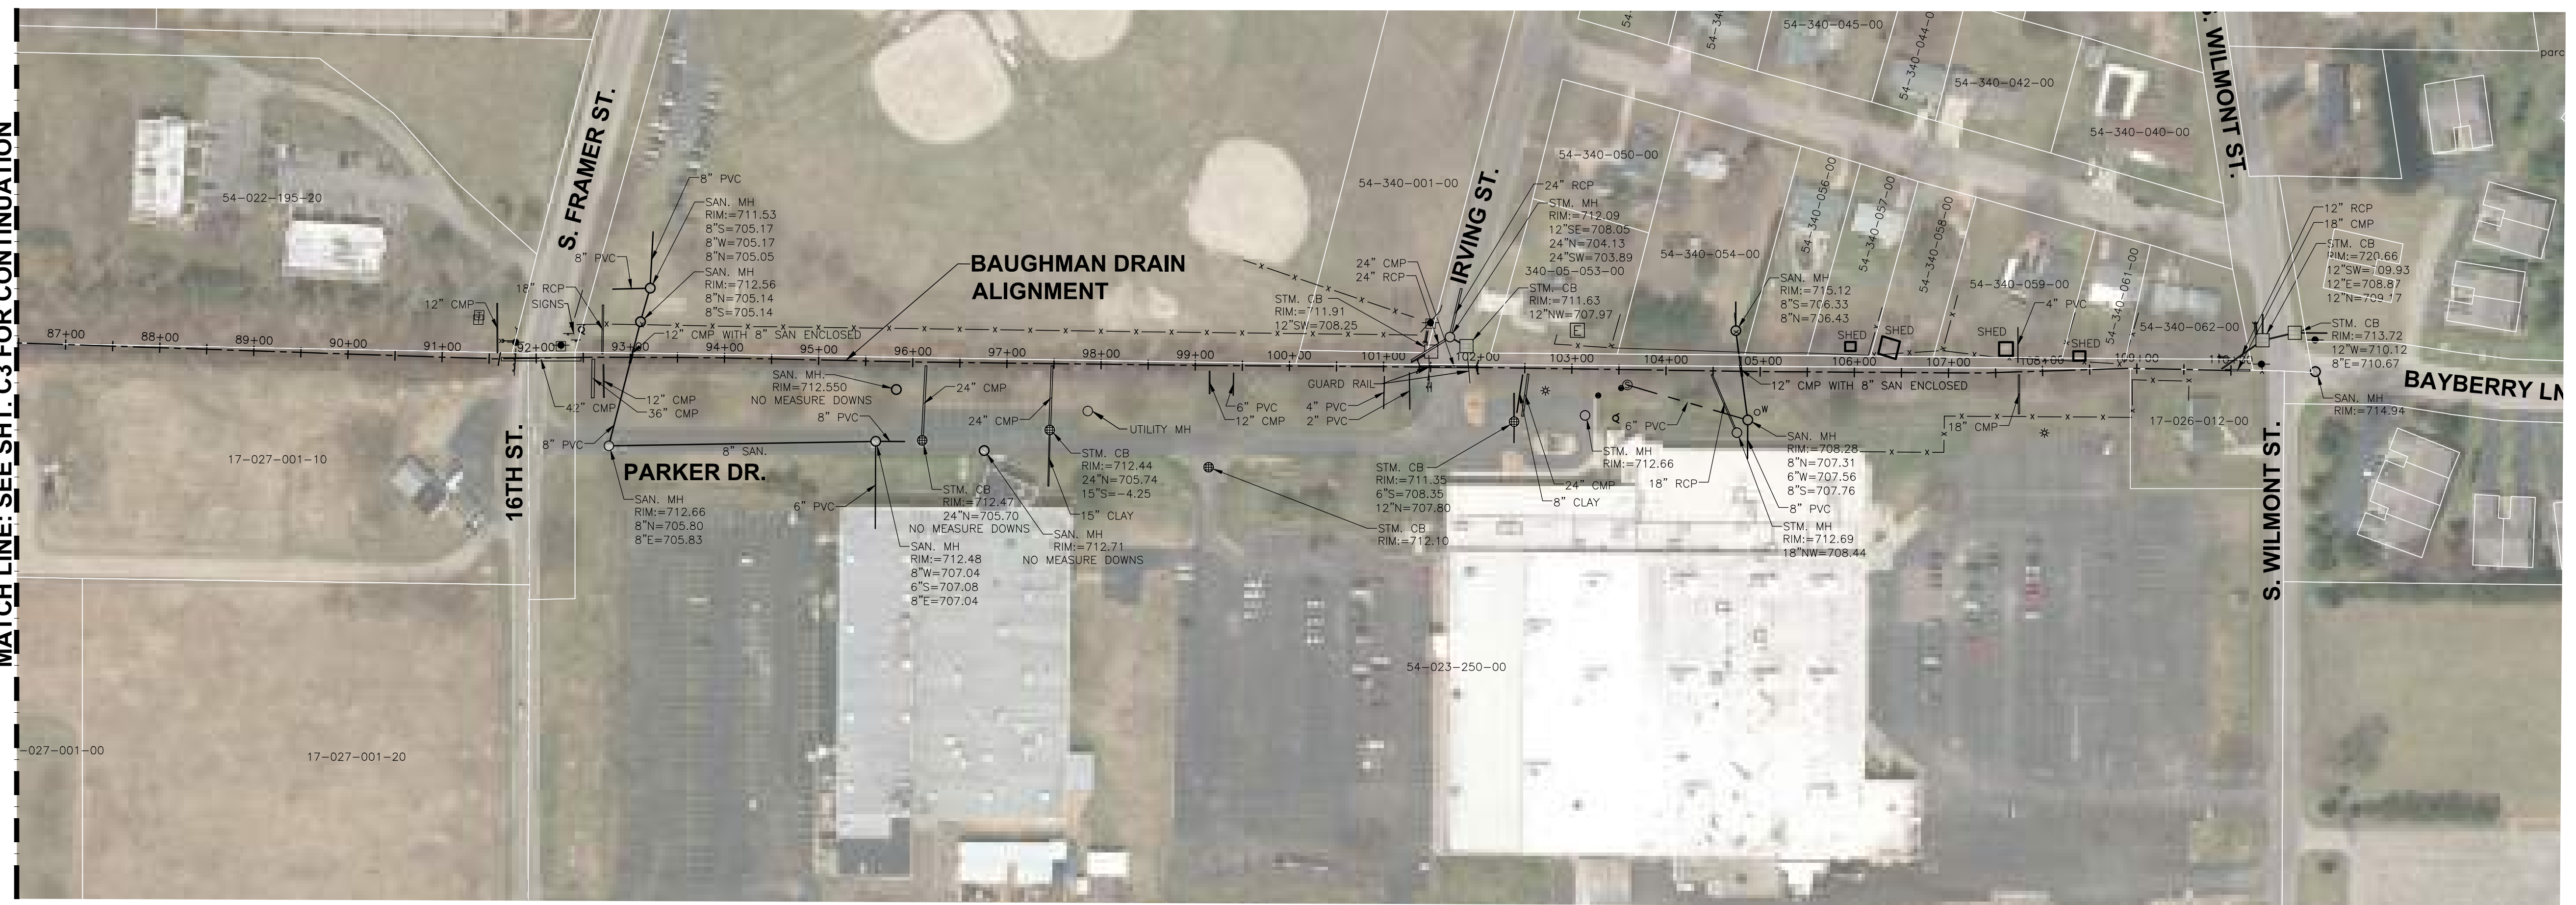 MATCH LINE: SEE SHT. C3 FOR CONTINUATION
54-022-195-20
S. FRAMER ST.
8" PVC
SAN. MH
RIM:=711.53
8"S=705.17
8"W=705.17
8"N=705.05
8" PVC
SAN. MH
RIM:=712.56
8"N=705.14
8"S=705.14
18" RCP
SIGNS
12" CMP
12" CMP WITH 8" SAN ENCLOSED
BAUGHMAN DRAIN
ALIGNMENT
54-340-001-00
IRVING ST.
24" CMP
24" RCP
STM. CB
RIM:=711.91
12"SW=708.25
24" RCP
STM. MH
RIM:=712.09
12"SE=708.05
24"N=704.13
24"SW=703.89
340-05-053-00
STM. CB
RIM:=711.63
12"NW=707.97
E
54-340-050-00
54-340-045-00
54-340-042-00
54-340-040-00
54-340-054-00
54-340-056-00
54-340-057-00
54-340-058-00
54-340-059-00
54-340-061-00
54-340-062-00
SAN. MH
RIM:=715.12
8"S=706.33
8"N=706.43
SHED
SHED
SHED
SHED
4" PVC
S. WILMONT ST.
parc
12" RCP
18" CMP
STM. CB
RIM:=720.66
12"SW=709.93
12"E=708.87
12"N=709.17
STM. CB
RIM:=713.72
12"W=710.12
8"E=710.67
BAYBERRY LN
SAN. MH
RIM:=714.94
87+00
88+00
89+00
90+00
91+00
92+00
93+00
94+00
95+00
96+00
97+00
98+00
99+00
100+00
101+00
102+00
103+00
104+00
105+00
106+00
107+00
108+00
109+00
42" CMP
12" CMP
36" CMP
8" PVC
8" SAN.
16TH ST.
PARKER DR.
SAN. MH
RIM:=712.66
8"N=705.80
8"E=705.83
SAN. MH.
RIM=712.550
NO MEASURE DOWNS
8" PVC
24" CMP
24" CMP
UTILITY MH
6" PVC
12" CMP
6" PVC
STM. CB
RIM:=712.47
24"N=705.70
NO MEASURE DOWNS
SAN. MH
RIM:=712.48
8"W=707.04
6"S=707.08
8"E=707.04
STM. CB
RIM:=712.44
24"N=705.74
15"S=-4.25
15" CLAY
SAN. MH
RIM:=712.71
NO MEASURE DOWNS
GUARD RAIL
4" PVC
2" PVC
STM. CB
RIM:=711.35
6"S=708.35
12"N=707.80
STM. CB
RIM:=712.10
24" CMP
8" CLAY
STM. MH
RIM:=712.66
6" PVC
18" RCP
12" CMP WITH 8" SAN ENCLOSED
W
SAN. MH
RIM:=708.28
8"N=707.31
6"W=707.56
8"S=707.76
8" PVC
STM. MH
RIM:=712.69
18"NW=708.44
18" CMP
17-026-012-00
S. WILMONT ST.
17-027-001-10
-027-001-00
17-027-001-20
54-023-250-00